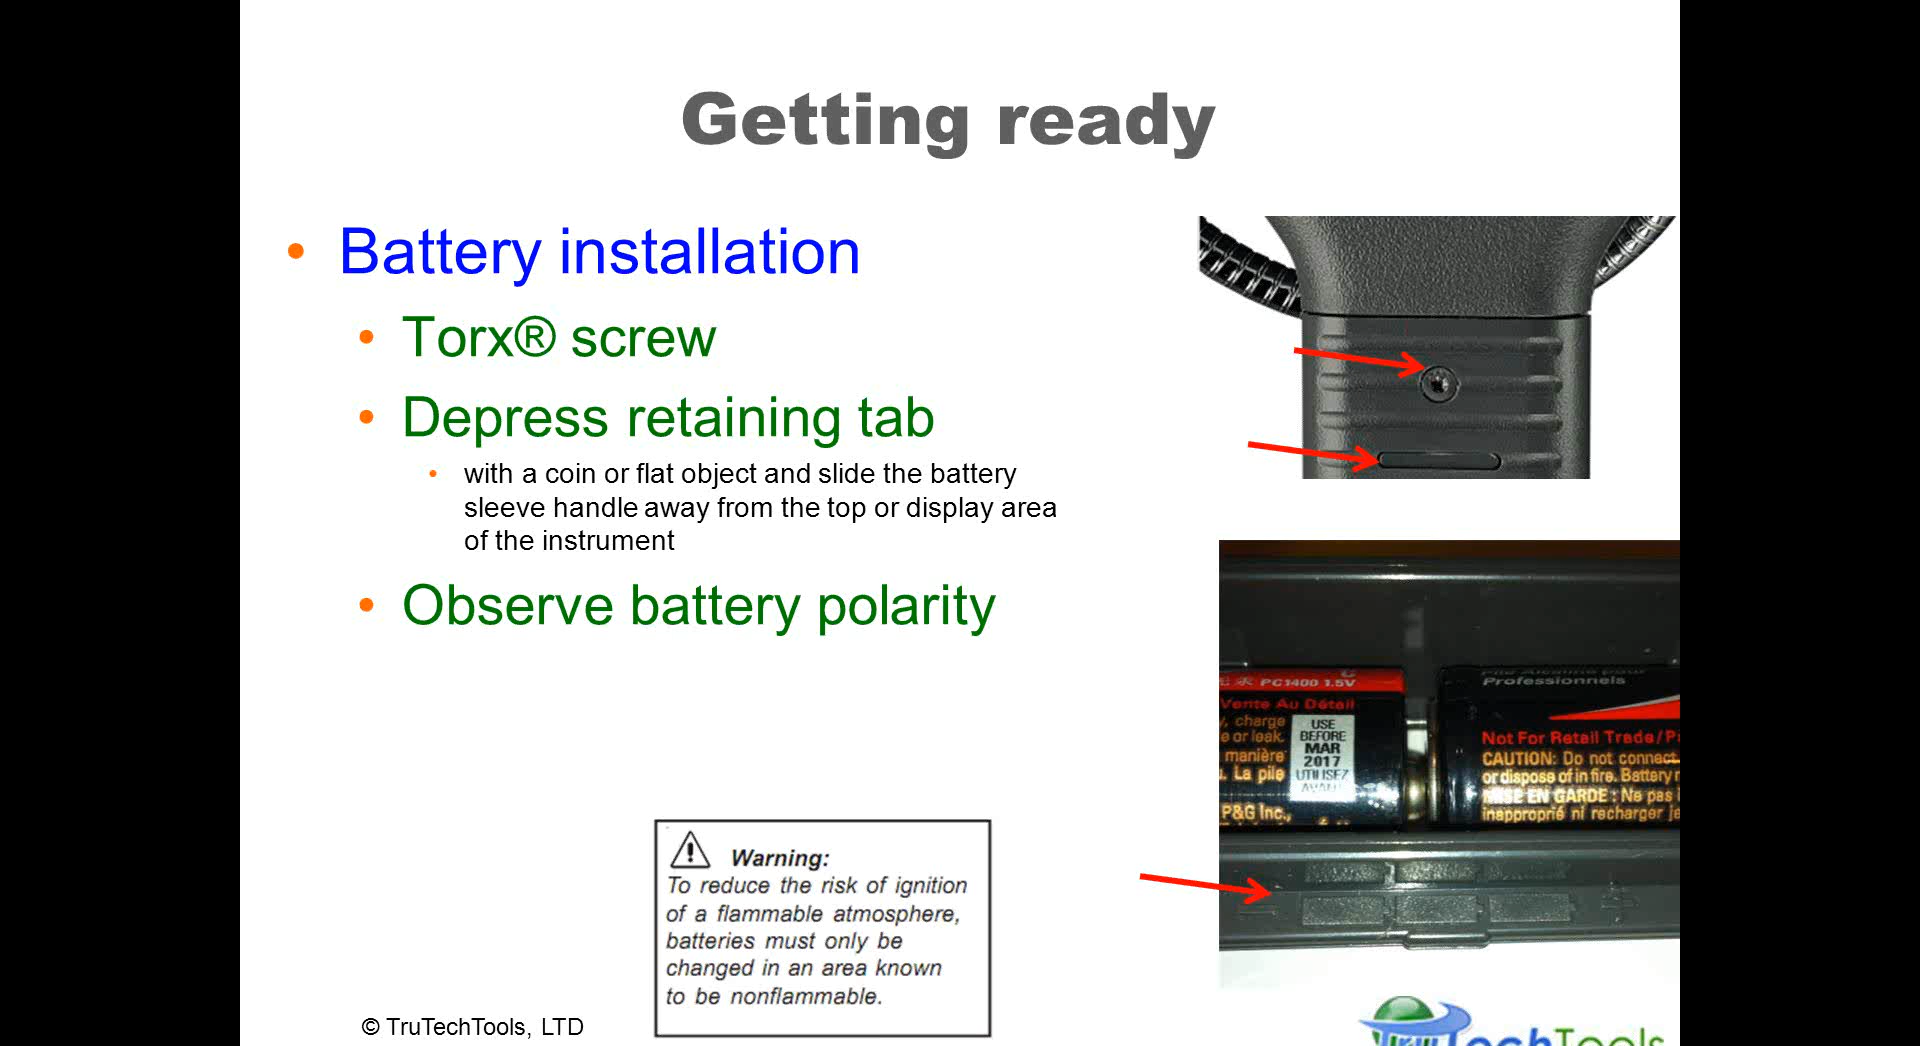 Getting ready
• Battery installation
• Torx® screw
• Depress retaining tab
• with a coin or flat object and slide the battery
sleeve handle away from the top or display area
of the instrument
• Observe battery polarity
Warning:
To reduce the risk of ignition
of a flammable atmosphere,
batteries must only be
changed in an area known
to be nonflammable.
© TruTechTools, LTD
PC1400 1.5V
Vente Au Détail
, charge
e or leak.
manière
. La pile
USE
BEFORE
MAR
2017
UTILISEZ
AVANT
P&G Inc.,
Professionnels
Not For Retail Trade/P
CAUTION: Do not connect
or dispose of in fire. Battery
MISE EN GARDE : Ne pas
inapproprié ni recharger
TechTools